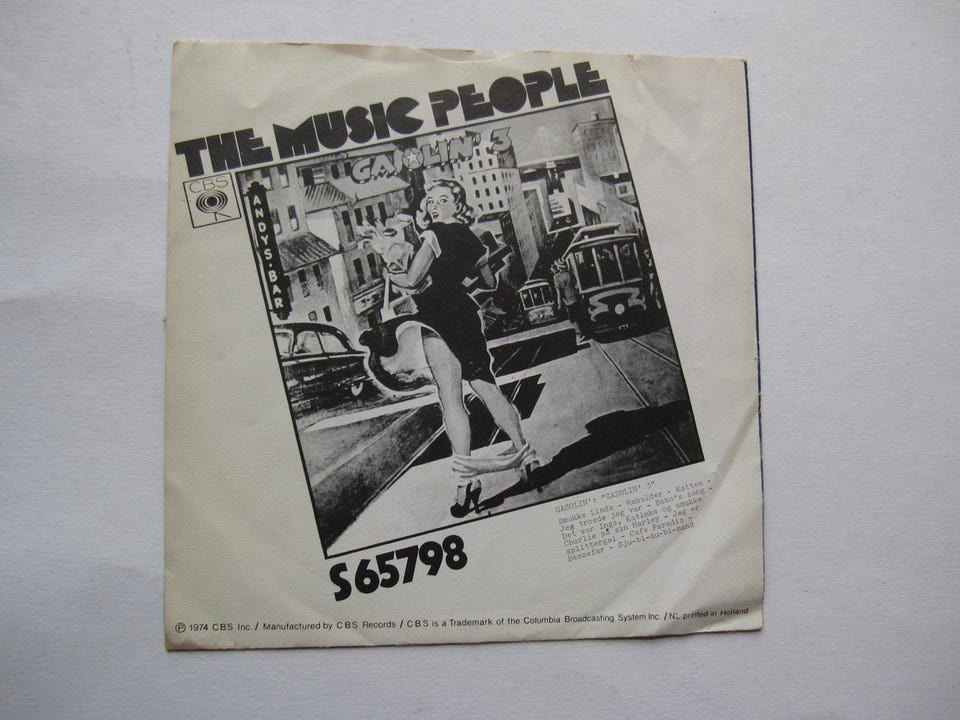 THE MUSIC PEOPLE
CBS
GASOLIN' 3
ANDY'S·BAR
GASOLIN'; "GASOLIN' 3"
Smukke Linda - Rabalder - Katten -
Jeg troede jeg var - Bobo's sang -
Det var Inga, Katinka og smukke
Charlie på sin Harley - Jeg er
splittergal - Cafe Paradis -
Bessefar - Sju-bi-du-bi-mand
S 65798
Ⓟ 1974 CBS Inc. / Manufactured by CBS Records / CBS is a Trademark of the Columbia Broadcasting System Inc. / NL printed in Holland